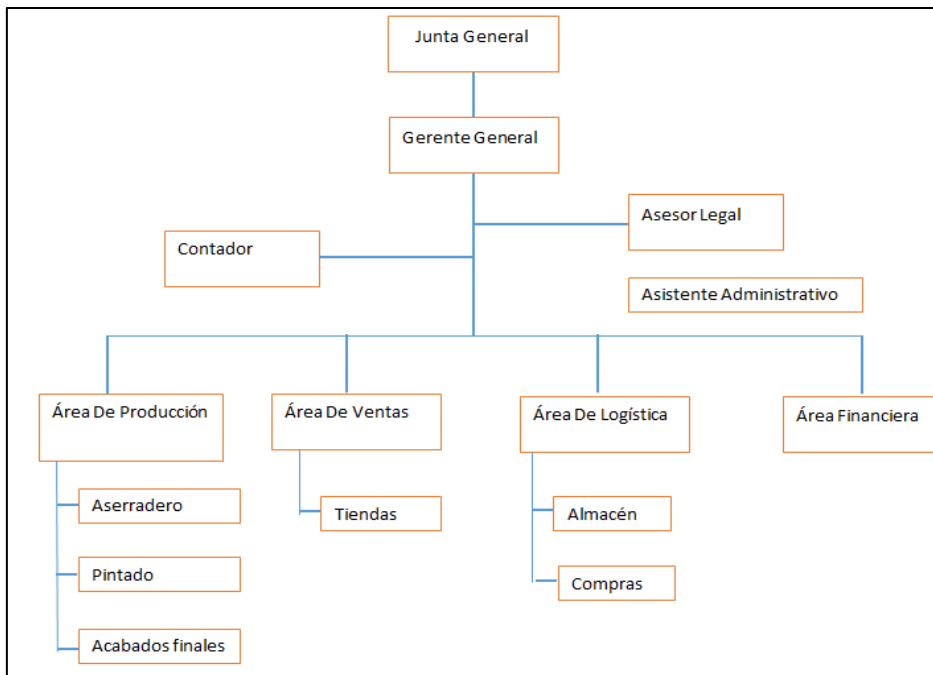 Junta General
Gerente General
Asesor Legal
Contador
Asistente Administrativo
Área De Producción
Área De Ventas
Área De Logística
Área Financiera
Aserradero
Tiendas
Almacén
Pintado
Compras
Acabados finales